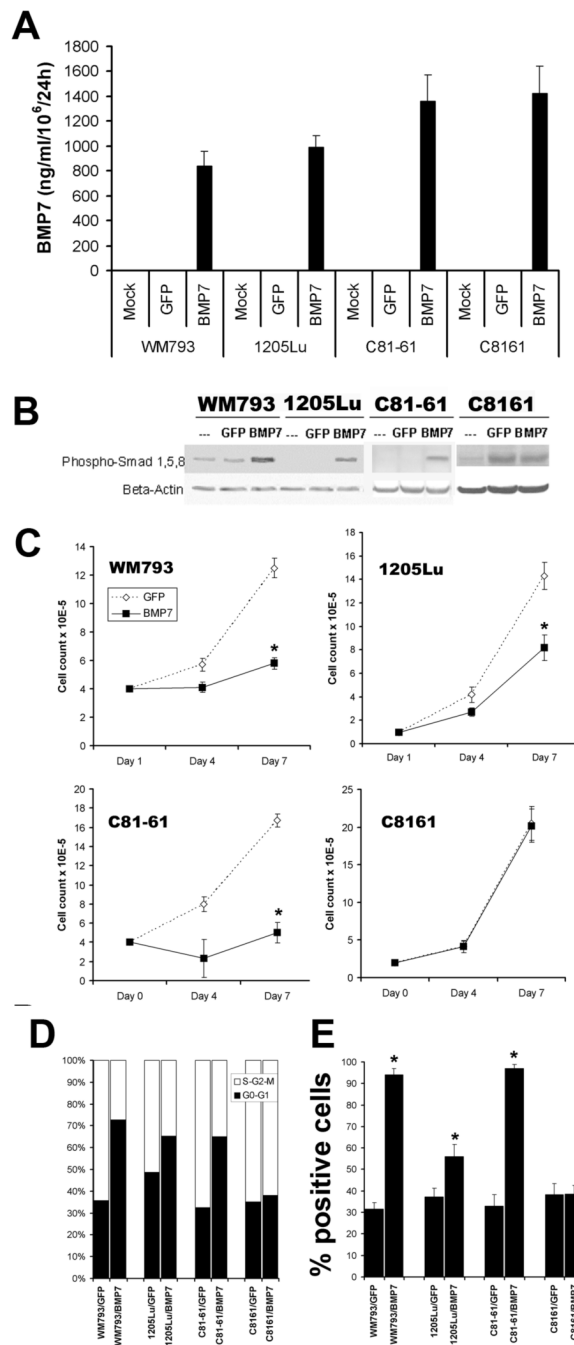 A
BMP7 (ng/ml/10⁶/24h)
1800
1600
1400
1200
1000
800
600
400
200
0
Mock GFP BMP7 Mock GFP BMP7 Mock GFP BMP7 Mock GFP BMP7
WM793 1205Lu C81-61 C8161
B
WM793 1205Lu C81-61 C8161
--- GFP BMP7 --- GFP BMP7 --- GFP BMP7 --- GFP BMP7
Phospho-Smad 1,5,8
Beta-Actin
C
WM793
GFP
BMP7
Cell count x 10E-5
14
12
10
8
6
4
2
0
*
Day 1 Day 4 Day 7
1205Lu
Cell count x 10E-5
18
16
14
12
10
8
6
4
2
0
*
Day 1 Day 4 Day 7
C81-61
Cell count x 10E-5
20
18
16
14
12
10
8
6
4
2
0
*
Day 0 Day 4 Day 7
C8161
Cell count x 10E-5
25
20
15
10
5
0
Day 0 Day 4 Day 7
D
100%
90%
80%
70%
60%
50%
40%
30%
20%
10%
0%
S-G2-M
G0-G1
WM793/GFP WM793/BMP7 1205Lu/GFP 1205Lu/BMP7 C81-61/GFP C81-61/BMP7 C8161/GFP C8161/BMP7
E
% positive cells
100
90
80
70
60
50
40
30
20
10
0
* * *
WM793/GFP WM793/BMP7 1205Lu/GFP 1205Lu/BMP7 C81-61/GFP C81-61/BMP7 C8161/GFP C8161/BMP7